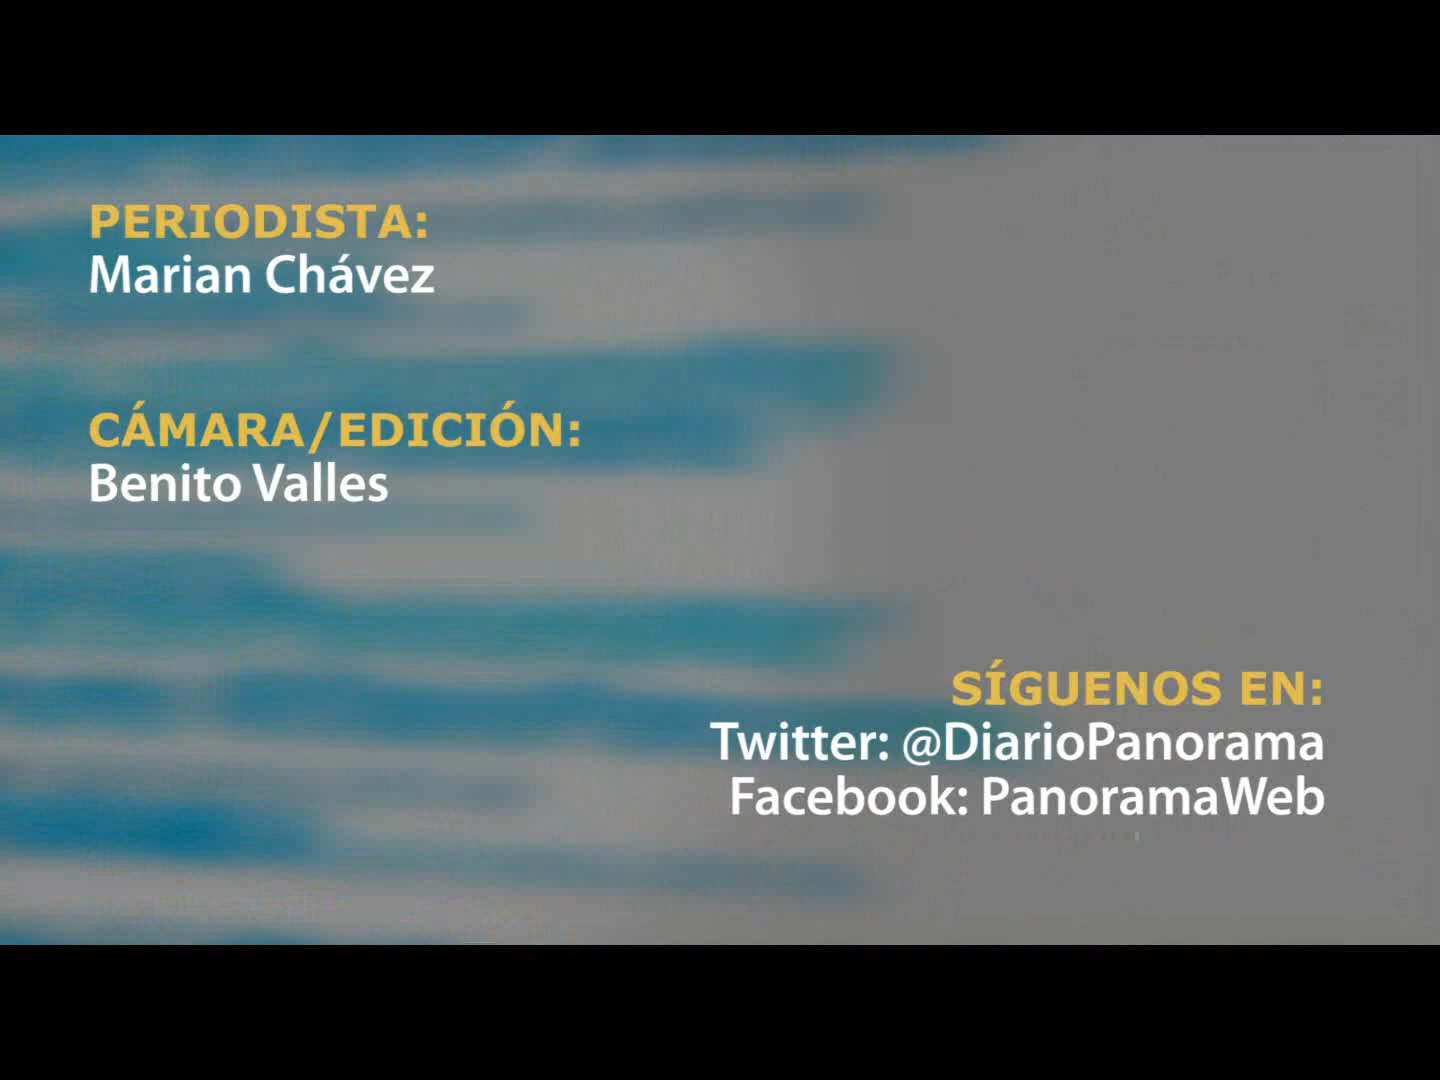 PERIODISTA:
Marian Chávez
CÁMARA/EDICIÓN:
Benito Valles
SÍGUENOS EN:
Twitter: @DiarioPanorama
Facebook: PanoramaWeb